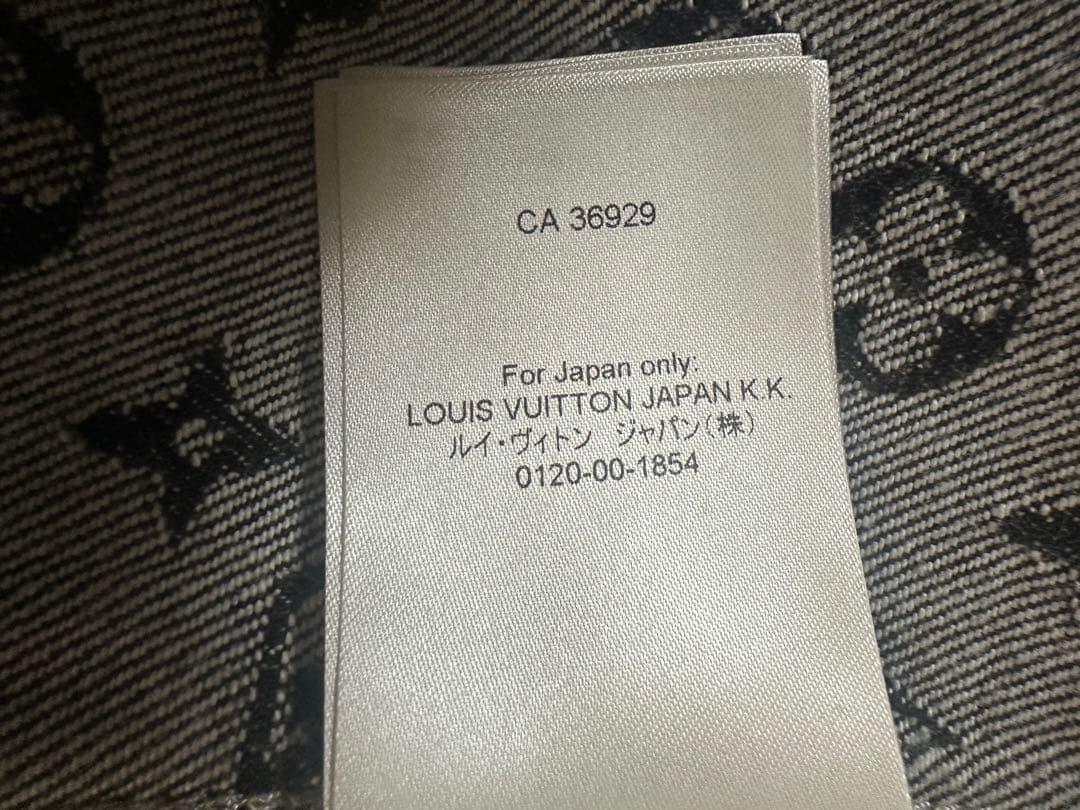 CA 36929
For Japan only:
LOUIS VUITTON JAPAN K.K.
ルイ・ヴィトン ジャパン(株)
0120-00-1854